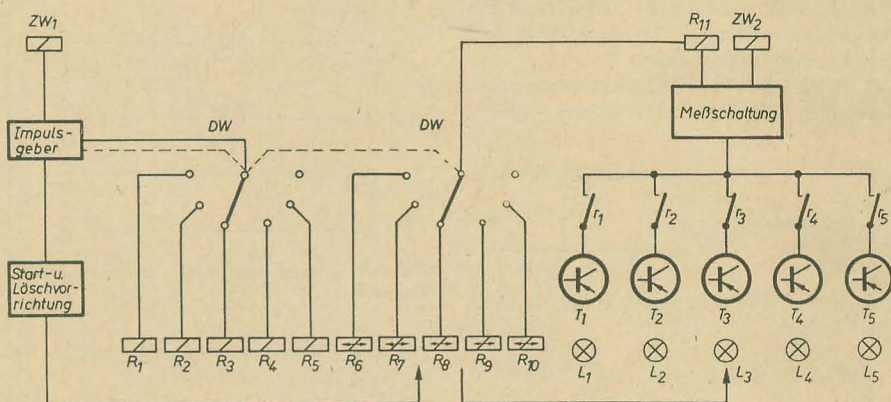 ZW1
R11
ZW2
Impuls-
geber
DW
DW
Meßschaltung
r1
r2
r3
r4
r5
Start-u.
Löschvor-
richtung
T1
T2
T3
T4
T5
R1
R2
R3
R4
R5
R6
R7
R8
R9
R10
L1
L2
L3
L4
L5